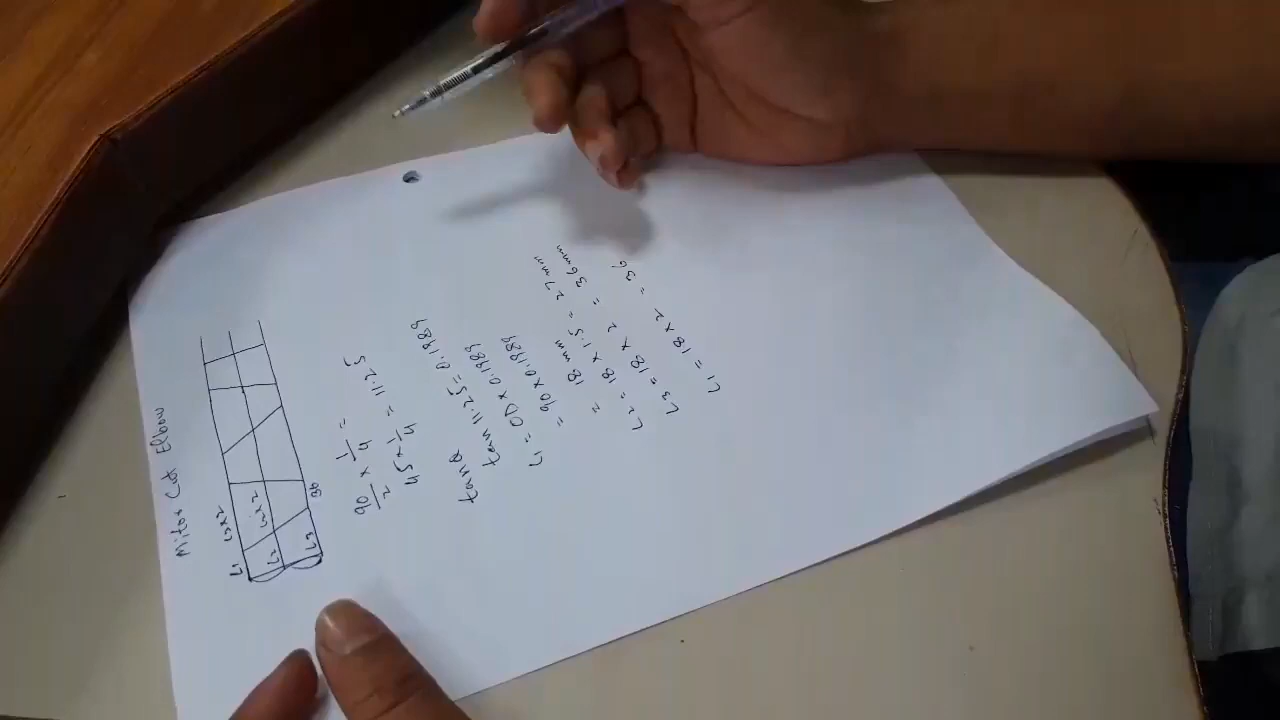 Miter Cut Elbow
L1 L3x2
L2 L1x2
L3 90
90/2 x 1/4 =
45 x 1/4 = 11.25
tanθ
tan 11.25 = 0.1989
L1 = OD x 0.1989
= 90 x 0.1989
= 18 mm
L2 = 18 x 1.5 = 27 mm
L3 = 18 x 2 = 36 mm
L1 = 18 x 2 = 36